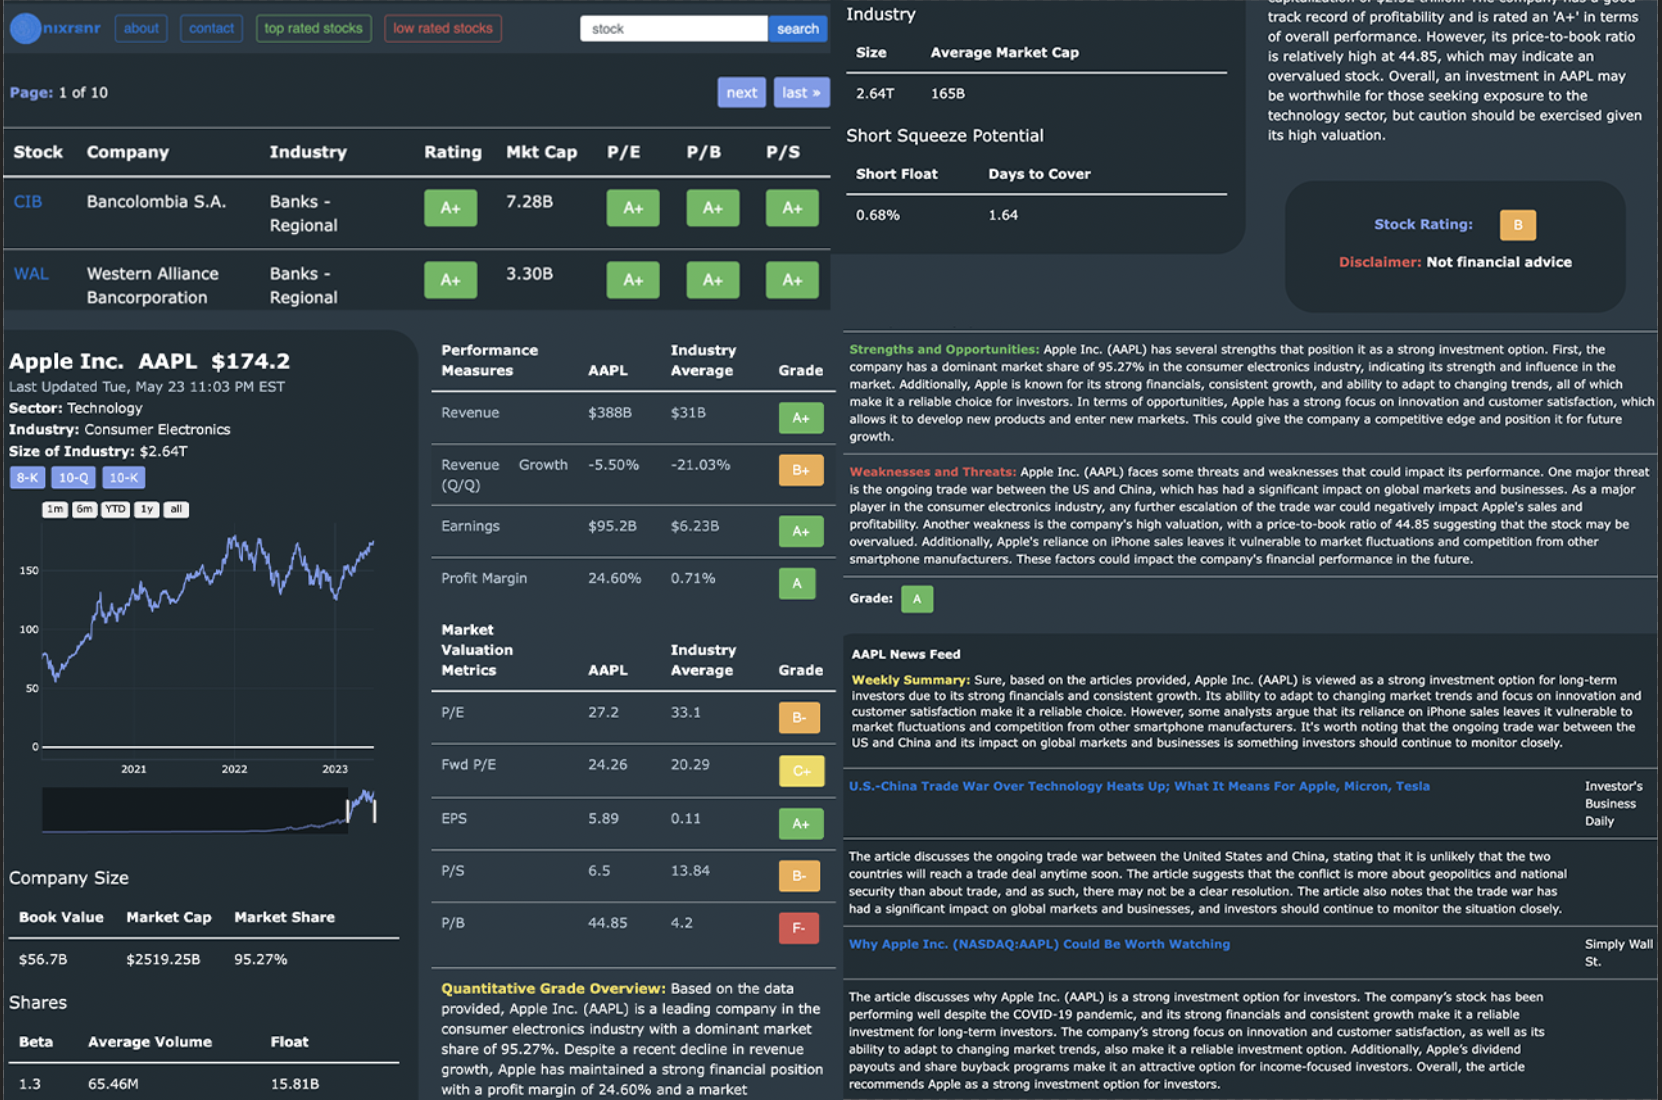 nixrsnr about contact top rated stocks low rated stocks stock search
Page: 1 of 10 next last »
Stock Company Industry Rating Mkt Cap P/E P/B P/S
CIB Bancolombia S.A. Banks - A+ 7.28B A+ A+ A+
Regional
WAL Western Alliance Banks - A+ 3.30B A+ A+ A+
Bancorporation Regional
Apple Inc. AAPL $174.2
Last Updated Tue, May 23 11:03 PM EST
Sector: Technology
Industry: Consumer Electronics
Size of Industry: $2.64T
8-K 10-Q 10-K
1m 6m YTD 1y all
150
100
50
0
2021 2022 2023
Company Size
Book Value Market Cap Market Share
$56.7B $2519.25B 95.27%
Shares
Beta Average Volume Float
1.3 65.46M 15.81B
Performance Industry
Measures AAPL Average Grade
Revenue $388B $31B A+
Revenue Growth -5.50% -21.03% B+
(Q/Q)
Earnings $95.2B $6.23B A+
Profit Margin 24.60% 0.71% A
Market
Valuation Industry
Metrics AAPL Average Grade
P/E 27.2 33.1 B-
Fwd P/E 24.26 20.29 C+
EPS 5.89 0.11 A+
P/S 6.5 13.84 B-
P/B 44.85 4.2 F-
Quantitative Grade Overview: Based on the data
provided, Apple Inc. (AAPL) is a leading company in the
consumer electronics industry with a dominant market
share of 95.27%. Despite a recent decline in revenue
growth, Apple has maintained a strong financial position
with a profit margin of 24.60% and a market
Industry
Size Average Market Cap
2.64T 165B
Short Squeeze Potential
Short Float Days to Cover
0.68% 1.64
capitalization of $2.52 trillion. The company has a good
track record of profitability and is rated an 'A+' in terms
of overall performance. However, its price-to-book ratio
is relatively high at 44.85, which may indicate an
overvalued stock. Overall, an investment in AAPL may
be worthwhile for those seeking exposure to the
technology sector, but caution should be exercised given
its high valuation.
Stock Rating: B
Disclaimer: Not financial advice
Strengths and Opportunities: Apple Inc. (AAPL) has several strengths that position it as a strong investment option. First, the
company has a dominant market share of 95.27% in the consumer electronics industry, indicating its strength and influence in the
market. Additionally, Apple is known for its strong financials, consistent growth, and ability to adapt to changing trends, all of which
make it a reliable choice for investors. In terms of opportunities, Apple has a strong focus on innovation and customer satisfaction, which
allows it to develop new products and enter new markets. This could give the company a competitive edge and position it for future
growth.
Weaknesses and Threats: Apple Inc. (AAPL) faces some threats and weaknesses that could impact its performance. One major threat
is the ongoing trade war between the US and China, which has had a significant impact on global markets and businesses. As a major
player in the consumer electronics industry, any further escalation of the trade war could negatively impact Apple's sales and
profitability. Another weakness is the company's high valuation, with a price-to-book ratio of 44.85 suggesting that the stock may be
overvalued. Additionally, Apple's reliance on iPhone sales leaves it vulnerable to market fluctuations and competition from other
smartphone manufacturers. These factors could impact the company's financial performance in the future.
Grade: A
AAPL News Feed
Weekly Summary: Sure, based on the articles provided, Apple Inc. (AAPL) is viewed as a strong investment option for long-term
investors due to its strong financials and consistent growth. Its ability to adapt to changing market trends and focus on innovation and
customer satisfaction make it a reliable choice. However, some analysts argue that its reliance on iPhone sales leaves it vulnerable to
market fluctuations and competition from other smartphone manufacturers. It's worth noting that the ongoing trade war between the
US and China and its impact on global markets and businesses is something investors should continue to monitor closely.
U.S.-China Trade War Over Technology Heats Up; What It Means For Apple, Micron, Tesla Investor's
Business
Daily
The article discusses the ongoing trade war between the United States and China, stating that it is unlikely that the two
countries will reach a trade deal anytime soon. The article suggests that the conflict is more about geopolitics and national
security than about trade, and as such, there may not be a clear resolution. The article also notes that the trade war has
had a significant impact on global markets and businesses, and investors should continue to monitor the situation closely.
Why Apple Inc. (NASDAQ:AAPL) Could Be Worth Watching Simply Wall
St.
The article discusses why Apple Inc. (AAPL) is a strong investment option for investors. The company's stock has been
performing well despite the COVID-19 pandemic, and its strong financials and consistent growth make it a reliable
investment for long-term investors. The company's strong focus on innovation and customer satisfaction, as well as its
ability to adapt to changing market trends, also make it a reliable investment option. Additionally, Apple's dividend
payouts and share buyback programs make it an attractive option for income-focused investors. Overall, the article
recommends Apple as a strong investment option for investors.